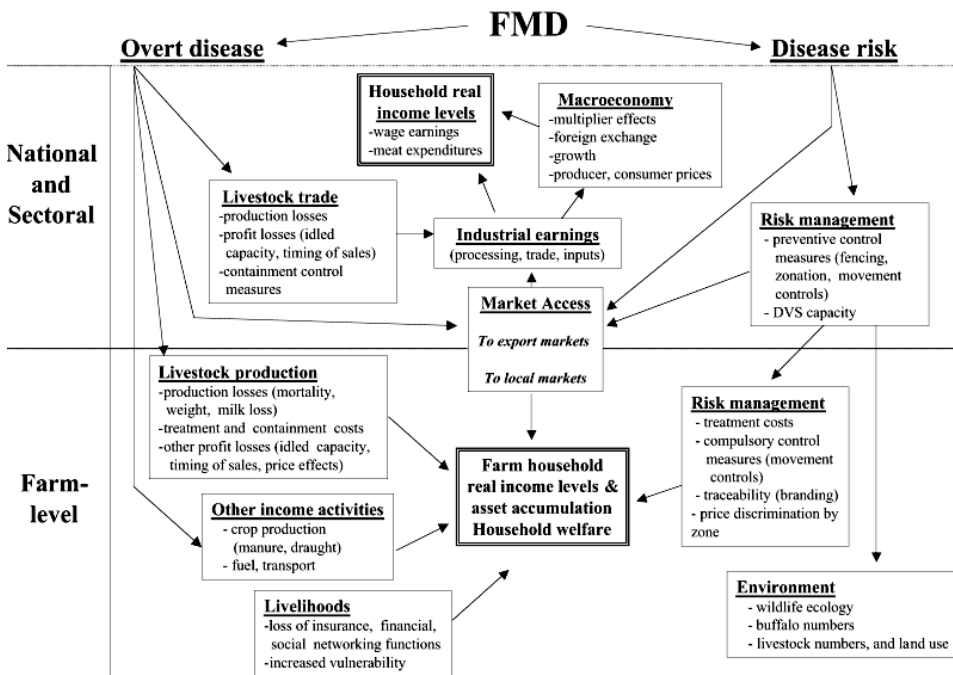 FMD
Overt disease
Disease risk
National
and
Sectoral
Household real
income levels
-wage earnings
-meat expenditures
Macroeconomy
-multiplier effects
-foreign exchange
-growth
-producer, consumer prices
Livestock trade
-production losses
-profit losses (idled
capacity, timing of sales)
-containment control
measures
Industrial earnings
(processing, trade, inputs)
Risk management
- preventive control
measures (fencing,
zonation, movement
controls)
- DVS capacity
Market Access
To export markets
To local markets
Farm-
level
Livestock production
-production losses (mortality,
weight, milk loss)
-treatment and containment costs
-other profit losses (idled capacity,
timing of sales, price effects)
Risk management
- treatment costs
- compulsory control
measures (movement
controls)
- traceability (branding)
- price discrimination by
zone
Farm household
real income levels &
asset accumulation
Household welfare
Other income activities
- crop production
(manure, draught)
- fuel, transport
Livelihoods
-loss of insurance, financial,
social networking functions
-increased vulnerability
Environment
- wildlife ecology
- buffalo numbers
- livestock numbers, and land use